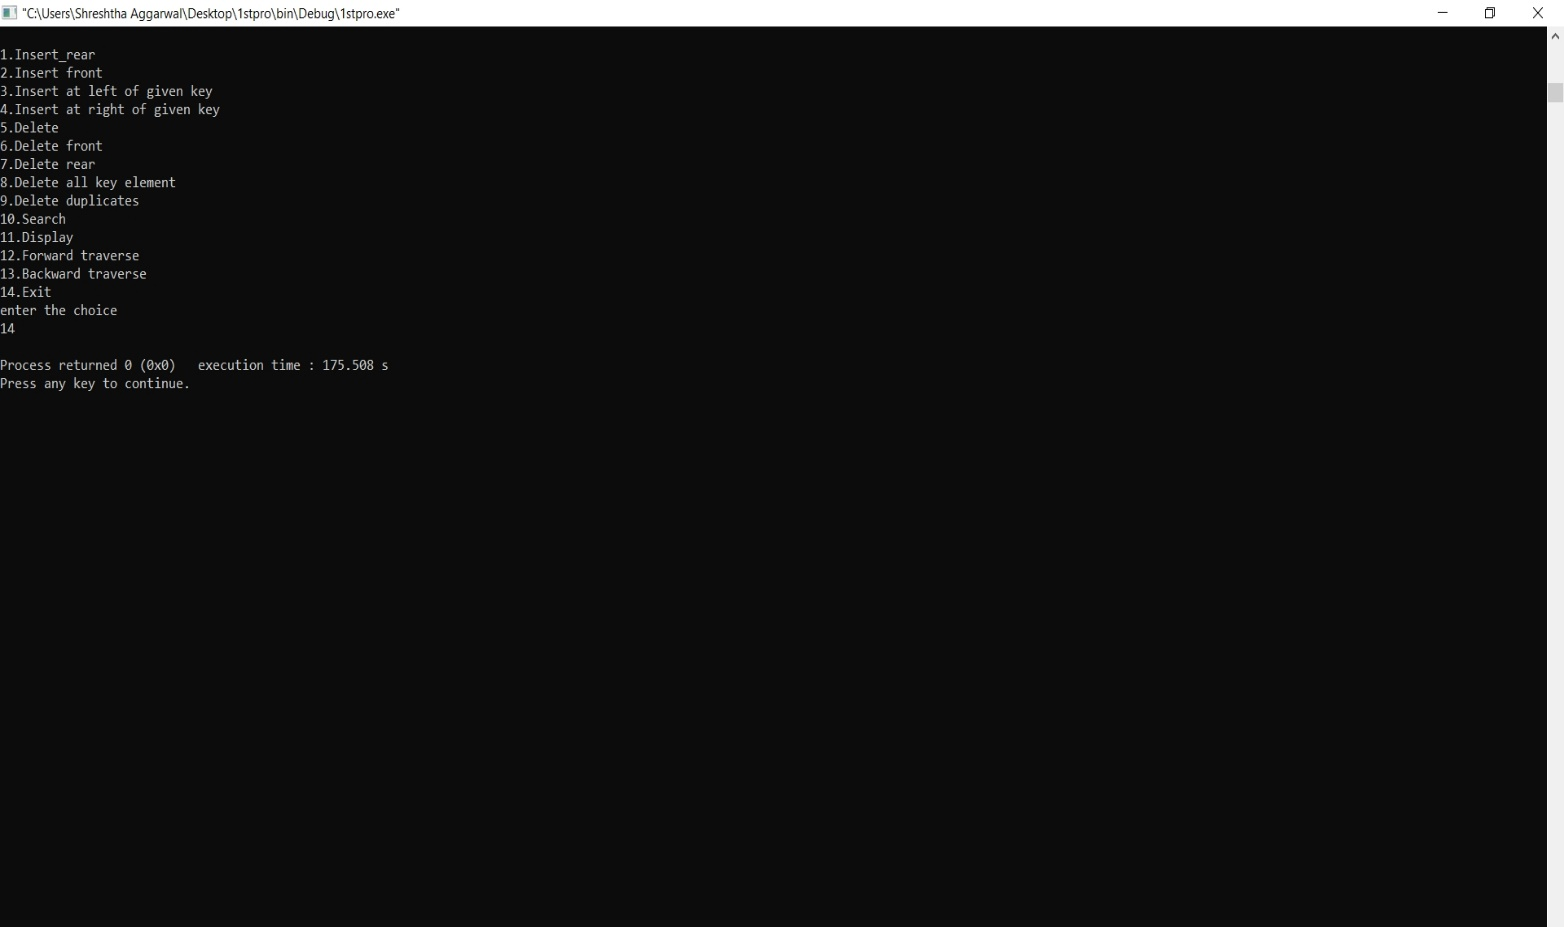 "C:\Users\Shreshtha Aggarwal\Desktop\1stpro\bin\Debug\1stpro.exe"
1.Insert_rear
2.Insert front
3.Insert at left of given key
4.Insert at right of given key
5.Delete
6.Delete front
7.Delete rear
8.Delete all key element
9.Delete duplicates
10.Search
11.Display
12.Forward traverse
13.Backward traverse
14.Exit
enter the choice
14
Process returned 0 (0x0)   execution time : 175.508 s
Press any key to continue.